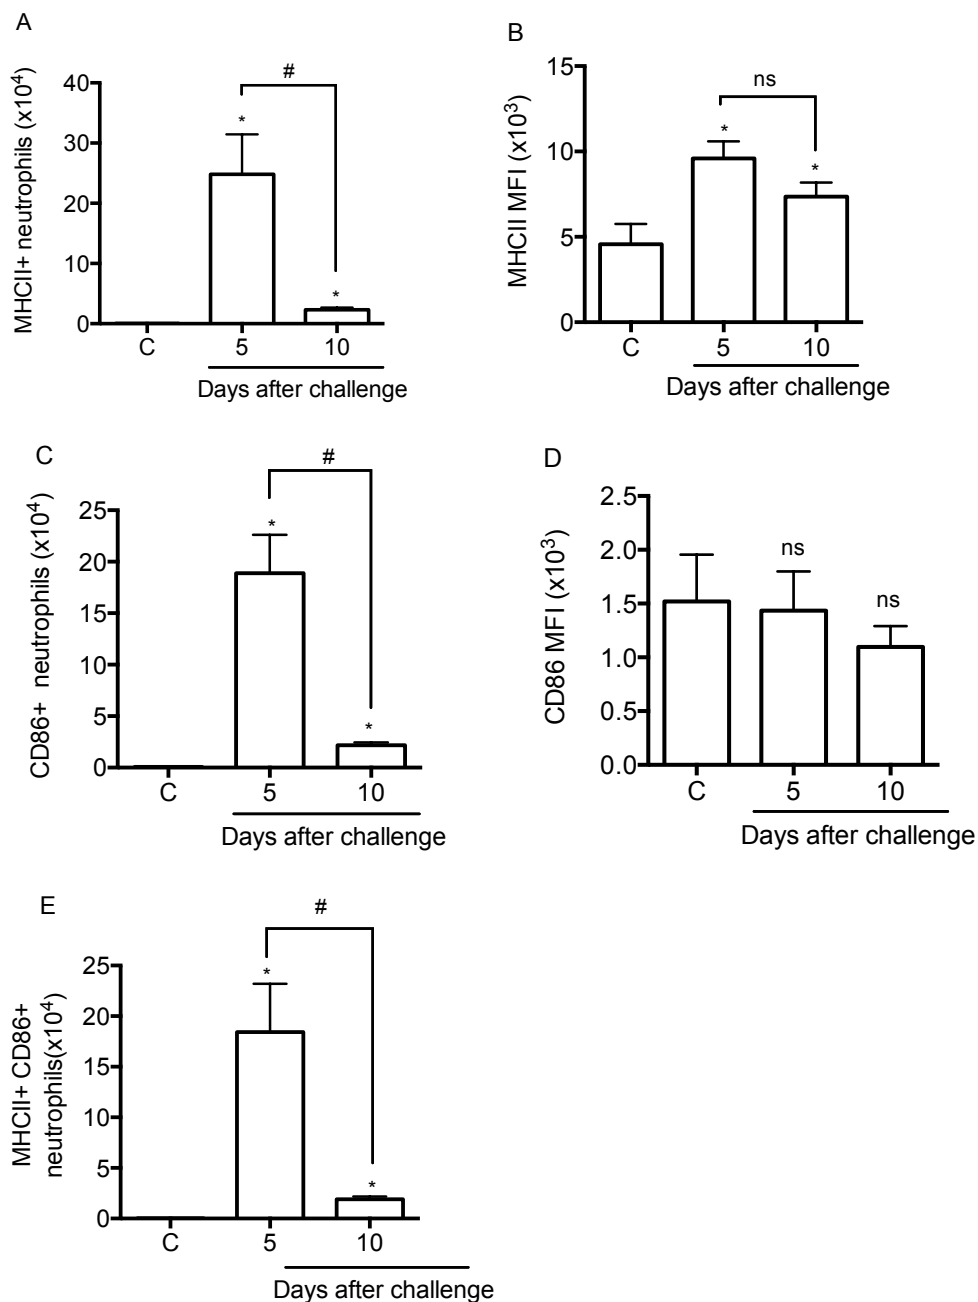 A
MHCII+ neutrophils (x10⁴)
40
30
20
10
0
#
*
*
C 5 10
Days after challenge
B
MHCII MFI (x10³)
15
10
5
0
ns
*
*
C 5 10
Days after challenge
C
CD86+ neutrophils (x10⁴)
25
20
15
10
5
0
#
*
*
C 5 10
Days after challenge
D
CD86 MFI (x10³)
2.5
2.0
1.5
1.0
0.5
0.0
ns
ns
C 5 10
Days after challenge
E
MHCII+ CD86+
neutrophils(x10⁴)
25
20
15
10
5
0
#
*
*
C 5 10
Days after challenge